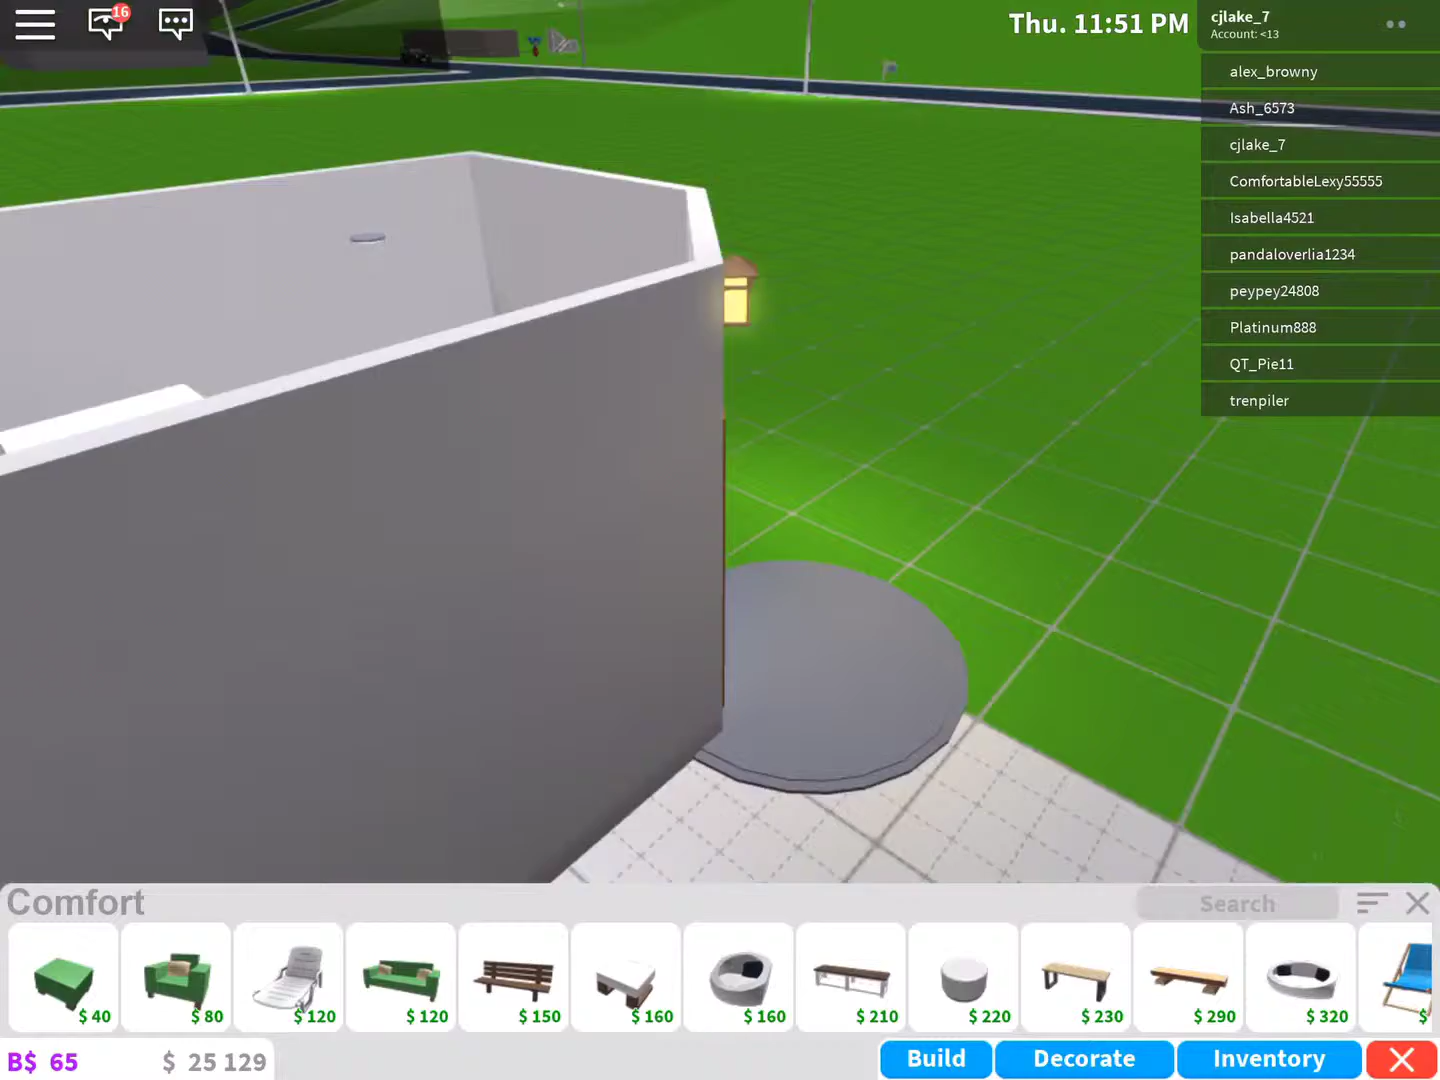 16
Thu. 11:51 PM
cjlake_7
Account: <13
alex_browny
Ash_6573
cjlake_7
ComfortableLexy55555
Isabella4521
pandaloverlia1234
peypey24808
Platinum888
QT_Pie11
trenpiler
Comfort
Search
$ 40
$ 80
$ 120
$ 120
$ 150
$ 160
$ 160
$ 210
$ 220
$ 230
$ 290
$ 320
$
B$ 65
$ 25 129
Build
Decorate
Inventory